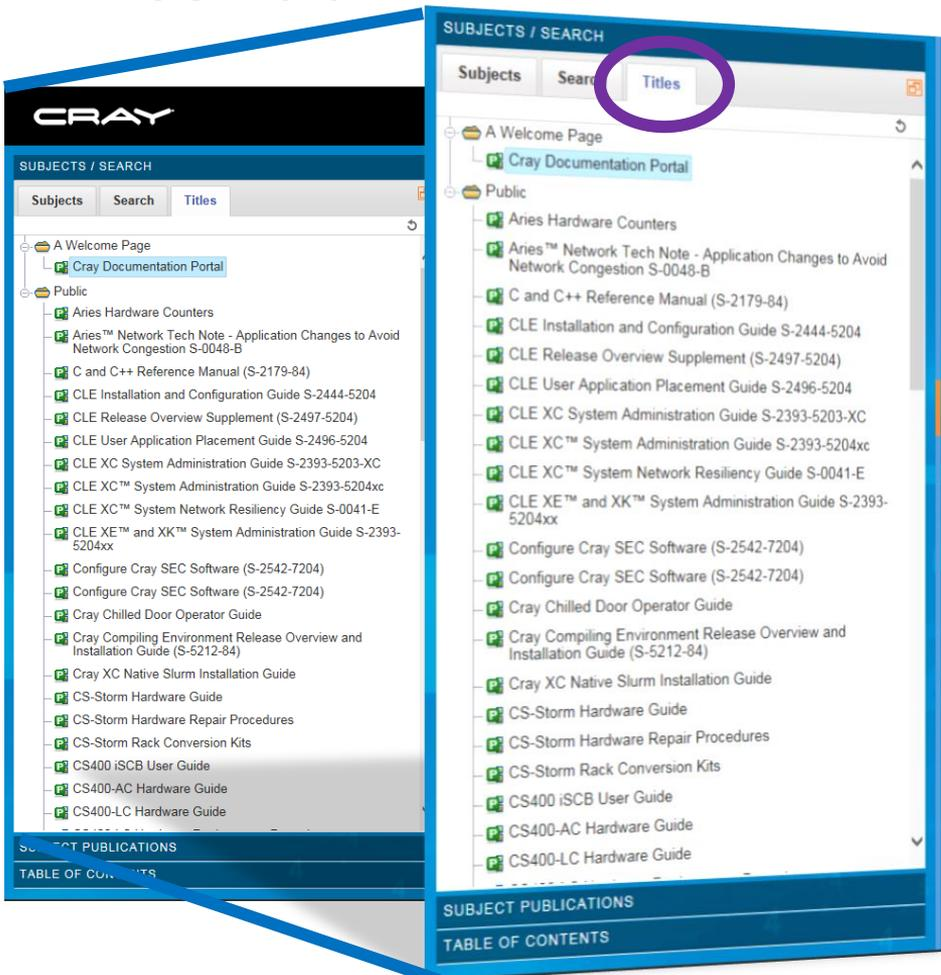 CRAY
SUBJECTS / SEARCH
Subjects Search Titles
A Welcome Page
Cray Documentation Portal
Public
Aries Hardware Counters
Aries™ Network Tech Note - Application Changes to Avoid
Network Congestion S-0048-B
C and C++ Reference Manual (S-2179-84)
CLE Installation and Configuration Guide S-2444-5204
CLE Release Overview Supplement (S-2497-5204)
CLE User Application Placement Guide S-2496-5204
CLE XC System Administration Guide S-2393-5203-XC
CLE XC™ System Administration Guide S-2393-5204xc
CLE XC™ System Network Resiliency Guide S-0041-E
CLE XE™ and XK™ System Administration Guide S-2393-
5204xx
Configure Cray SEC Software (S-2542-7204)
Configure Cray SEC Software (S-2542-7204)
Cray Chilled Door Operator Guide
Cray Compiling Environment Release Overview and
Installation Guide (S-5212-84)
Cray XC Native Slurm Installation Guide
CS-Storm Hardware Guide
CS-Storm Hardware Repair Procedures
CS-Storm Rack Conversion Kits
CS400 iSCB User Guide
CS400-AC Hardware Guide
CS400-LC Hardware Guide
SUBJECT PUBLICATIONS
TABLE OF CONTENTS
SUBJECTS / SEARCH
Subjects Search Titles
A Welcome Page
Cray Documentation Portal
Public
Aries Hardware Counters
Aries™ Network Tech Note - Application Changes to Avoid
Network Congestion S-0048-B
C and C++ Reference Manual (S-2179-84)
CLE Installation and Configuration Guide S-2444-5204
CLE Release Overview Supplement (S-2497-5204)
CLE User Application Placement Guide S-2496-5204
CLE XC System Administration Guide S-2393-5203-XC
CLE XC™ System Administration Guide S-2393-5204xc
CLE XC™ System Network Resiliency Guide S-0041-E
CLE XE™ and XK™ System Administration Guide S-2393-
5204xx
Configure Cray SEC Software (S-2542-7204)
Configure Cray SEC Software (S-2542-7204)
Cray Chilled Door Operator Guide
Cray Compiling Environment Release Overview and
Installation Guide (S-5212-84)
Cray XC Native Slurm Installation Guide
CS-Storm Hardware Guide
CS-Storm Hardware Repair Procedures
CS-Storm Rack Conversion Kits
CS400 iSCB User Guide
CS400-AC Hardware Guide
CS400-LC Hardware Guide
SUBJECT PUBLICATIONS
TABLE OF CONTENTS